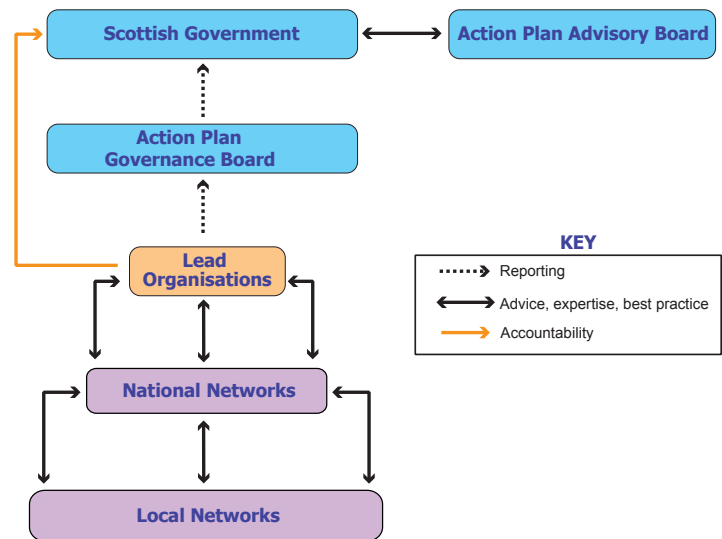 Scottish Government
Action Plan Advisory Board
Action Plan
Governance Board
Lead
Organisations
KEY
Reporting
Advice, expertise, best practice
Accountability
National Networks
Local Networks